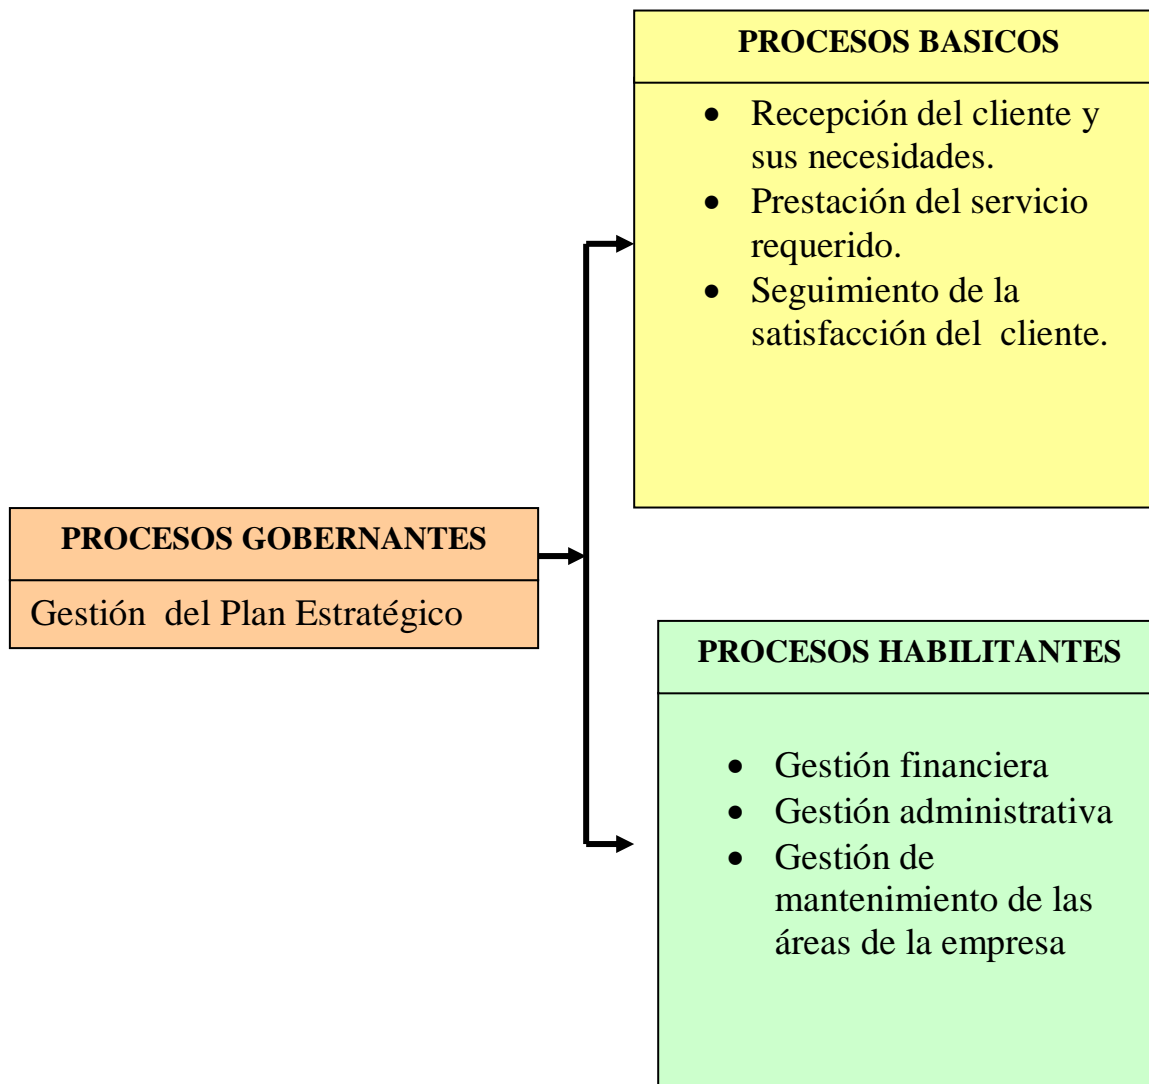 PROCESOS BASICOS
• Recepción del cliente y
sus necesidades.
• Prestación del servicio
requerido.
• Seguimiento de la
satisfacción del  cliente.
PROCESOS GOBERNANTES
Gestión  del Plan Estratégico
PROCESOS HABILITANTES
• Gestión financiera
• Gestión administrativa
• Gestión de
mantenimiento de las
áreas de la empresa